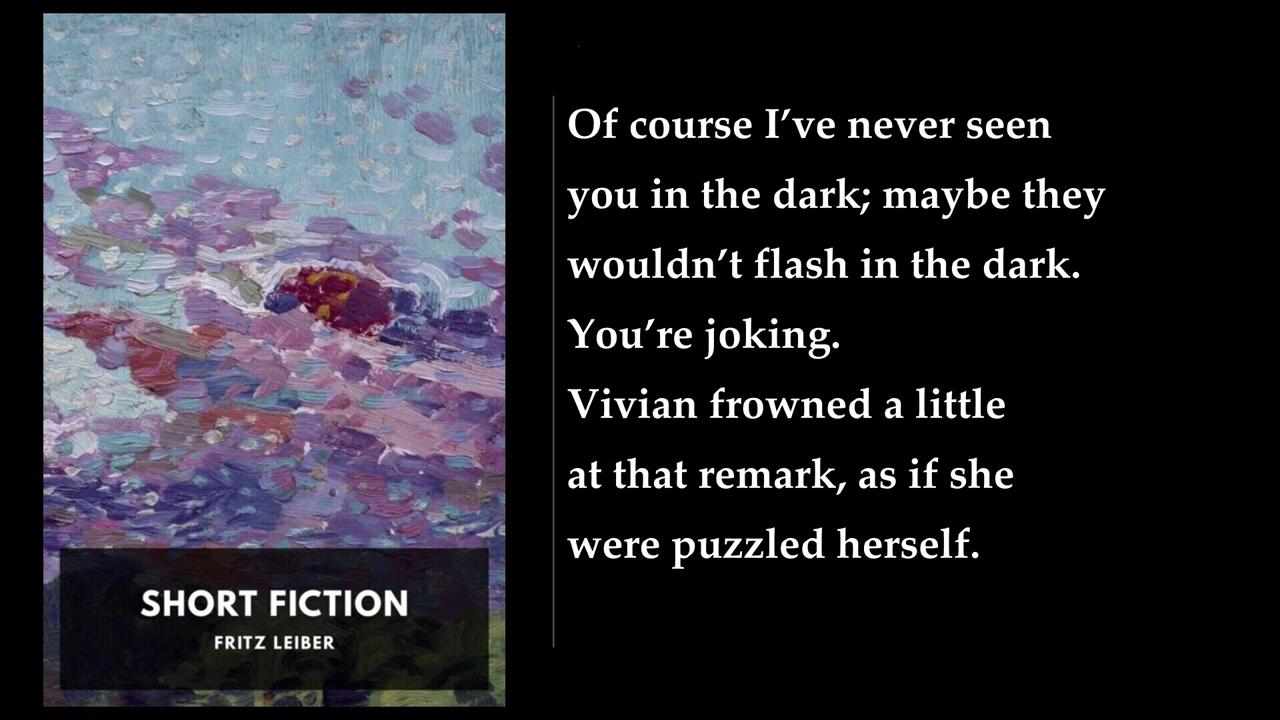 Of course I’ve never seen
you in the dark; maybe they
wouldn’t flash in the dark.
You’re joking.
Vivian frowned a little
at that remark, as if she
were puzzled herself.
SHORT FICTION
FRITZ LEIBER